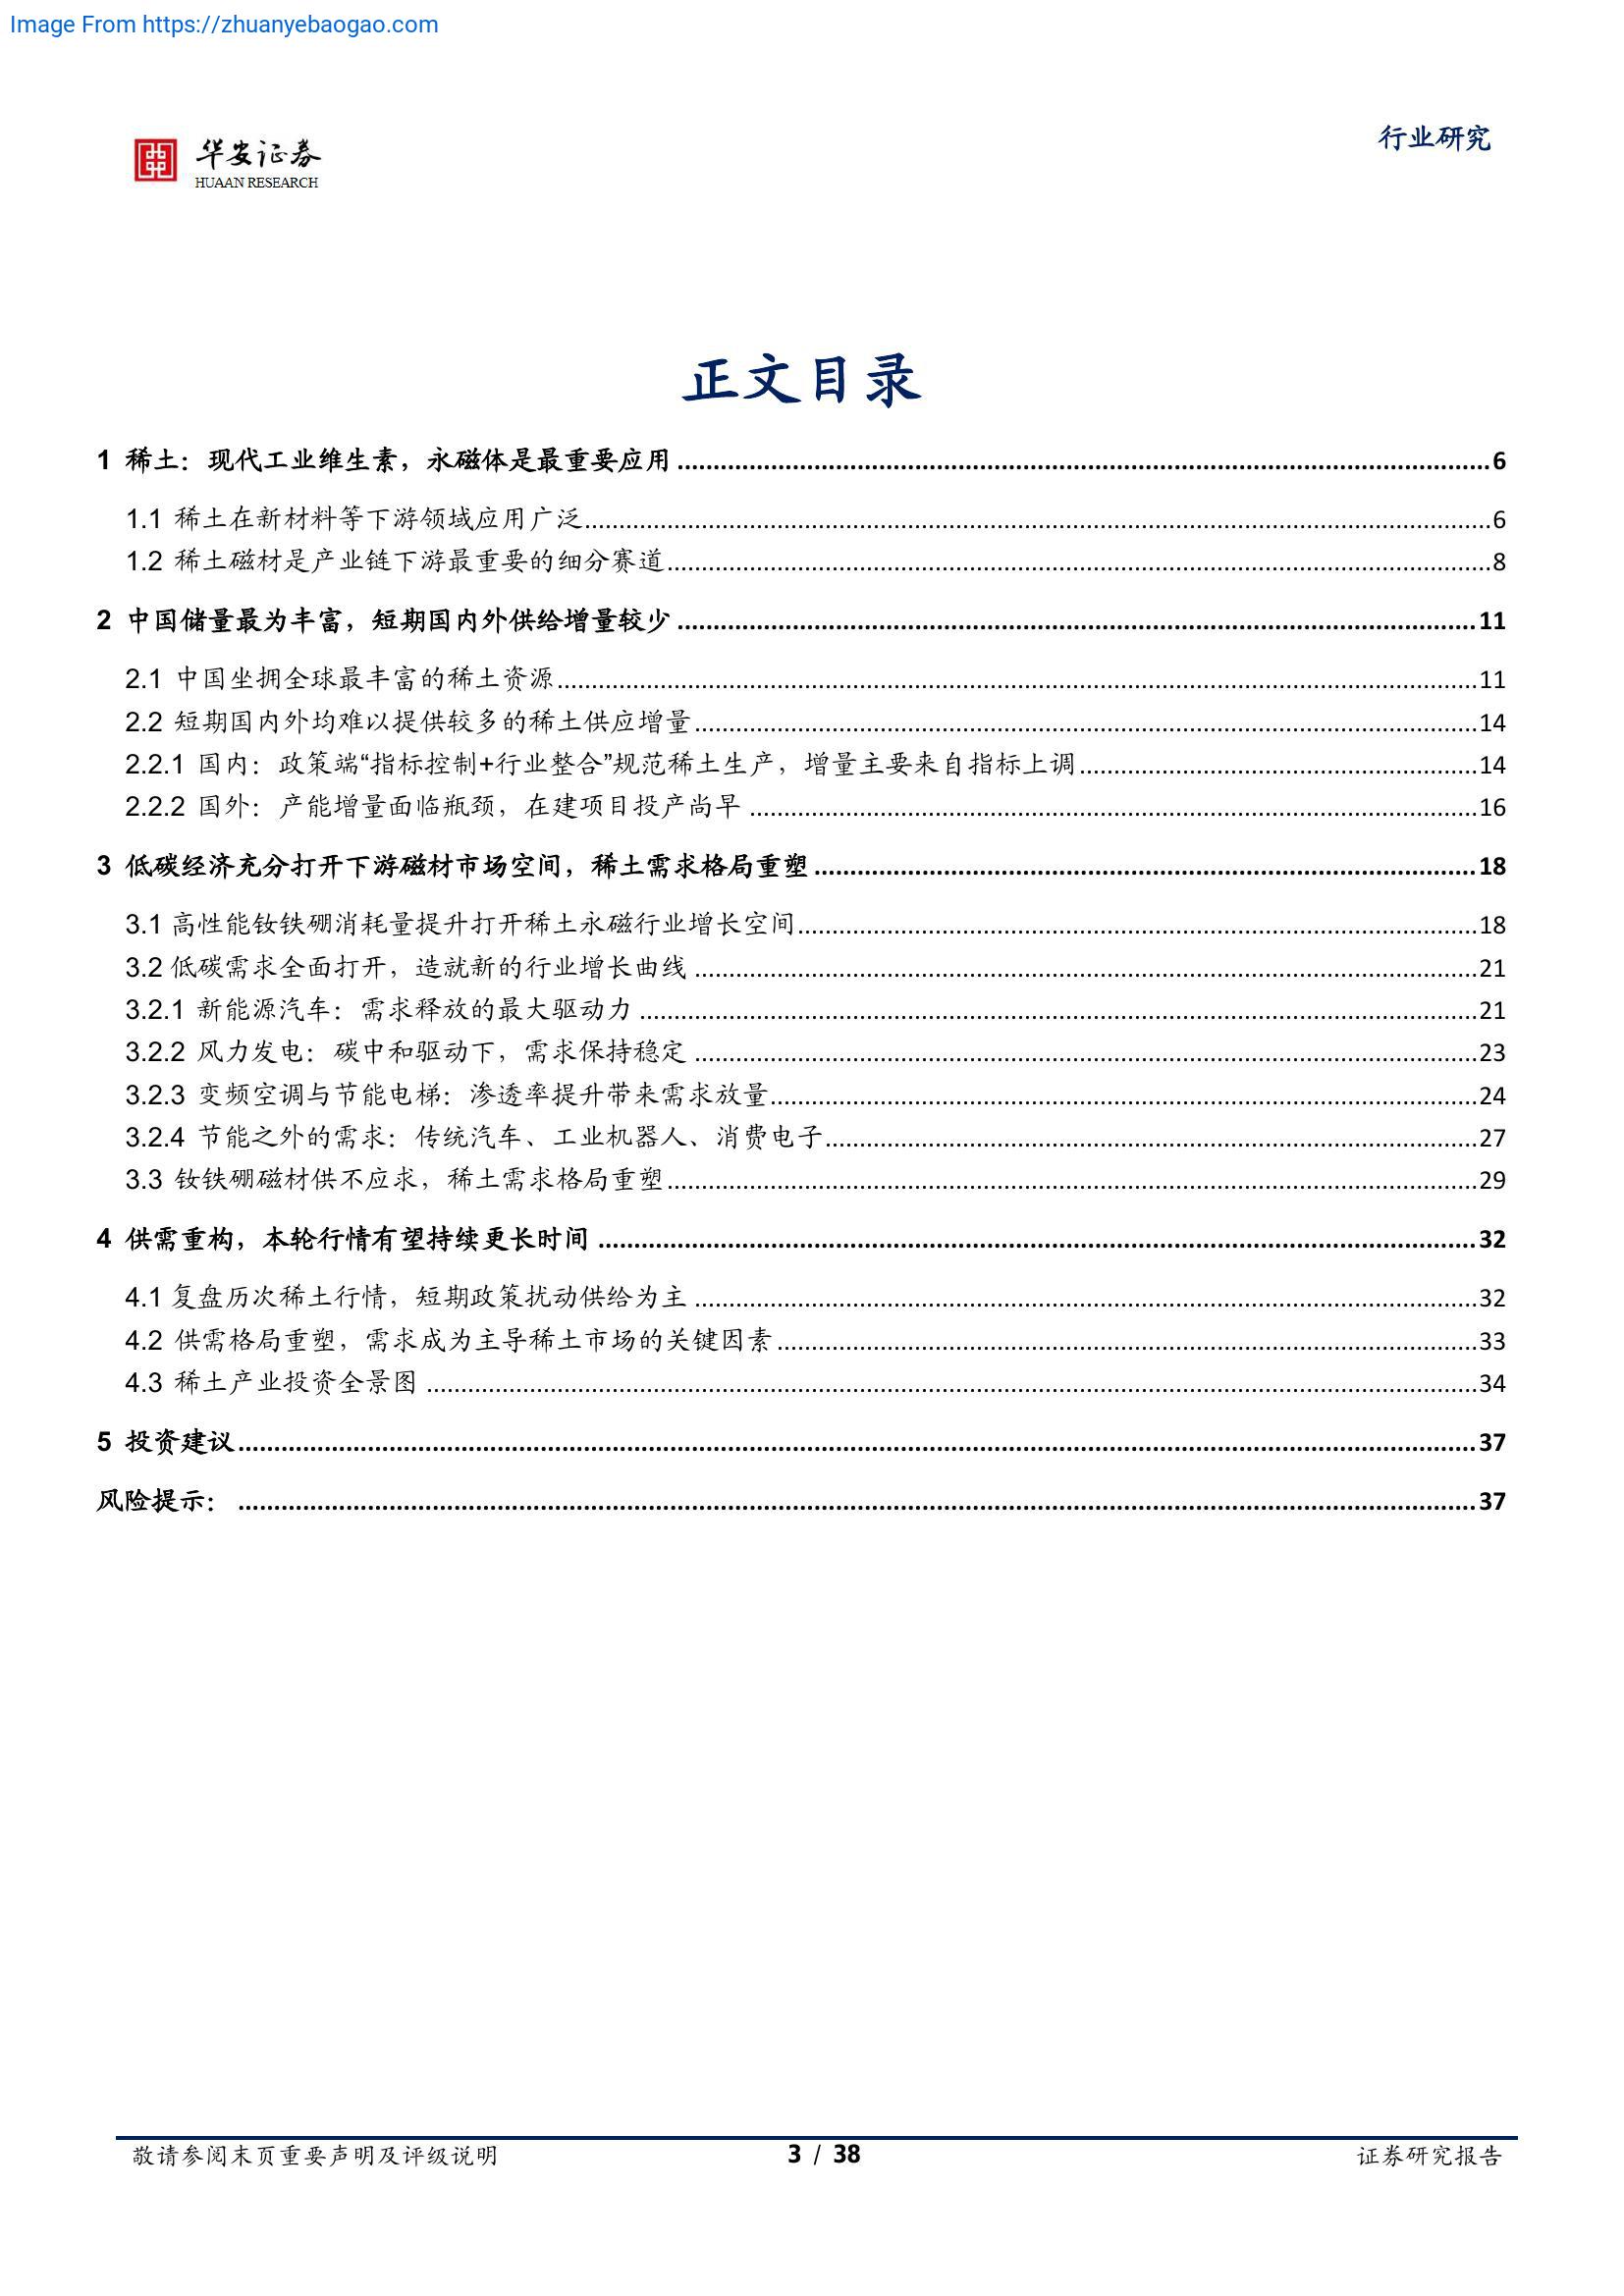 Image From https://zhuanyebaogao.com
华安证券
HUAAN RESEARCH
行业研究
正文目录
1 稀土：现代工业维生素，永磁体是最重要应用 6
1.1 稀土在新材料等下游领域应用广泛 6
1.2 稀土磁材是产业链下游最重要的细分赛道 8
2 中国储量最为丰富，短期国内外供给增量较少 11
2.1 中国坐拥全球最丰富的稀土资源 11
2.2 短期国内外均难以提供较多的稀土供应增量 14
2.2.1 国内：政策端“指标控制+行业整合”规范稀土生产，增量主要来自指标上调 14
2.2.2 国外：产能增量面临瓶颈，在建项目投产尚早 16
3 低碳经济充分打开下游磁材市场空间，稀土需求格局重塑 18
3.1 高性能钕铁硼消耗量提升打开稀土永磁行业增长空间 18
3.2 低碳需求全面打开，造就新的行业增长曲线 21
3.2.1 新能源汽车：需求释放的最大驱动力 21
3.2.2 风力发电：碳中和驱动下，需求保持稳定 23
3.2.3 变频空调与节能电梯：渗透率提升带来需求放量 24
3.2.4 节能之外的需求：传统汽车、工业机器人、消费电子 27
3.3 钕铁硼磁材供不应求，稀土需求格局重塑 29
4 供需重构，本轮行情有望持续更长时间 32
4.1 复盘历次稀土行情，短期政策扰动供给为主 32
4.2 供需格局重塑，需求成为主导稀土市场的关键因素 33
4.3 稀土产业投资全景图 34
5 投资建议 37
风险提示： 37
敬请参阅末页重要声明及评级说明
3 / 38
证券研究报告